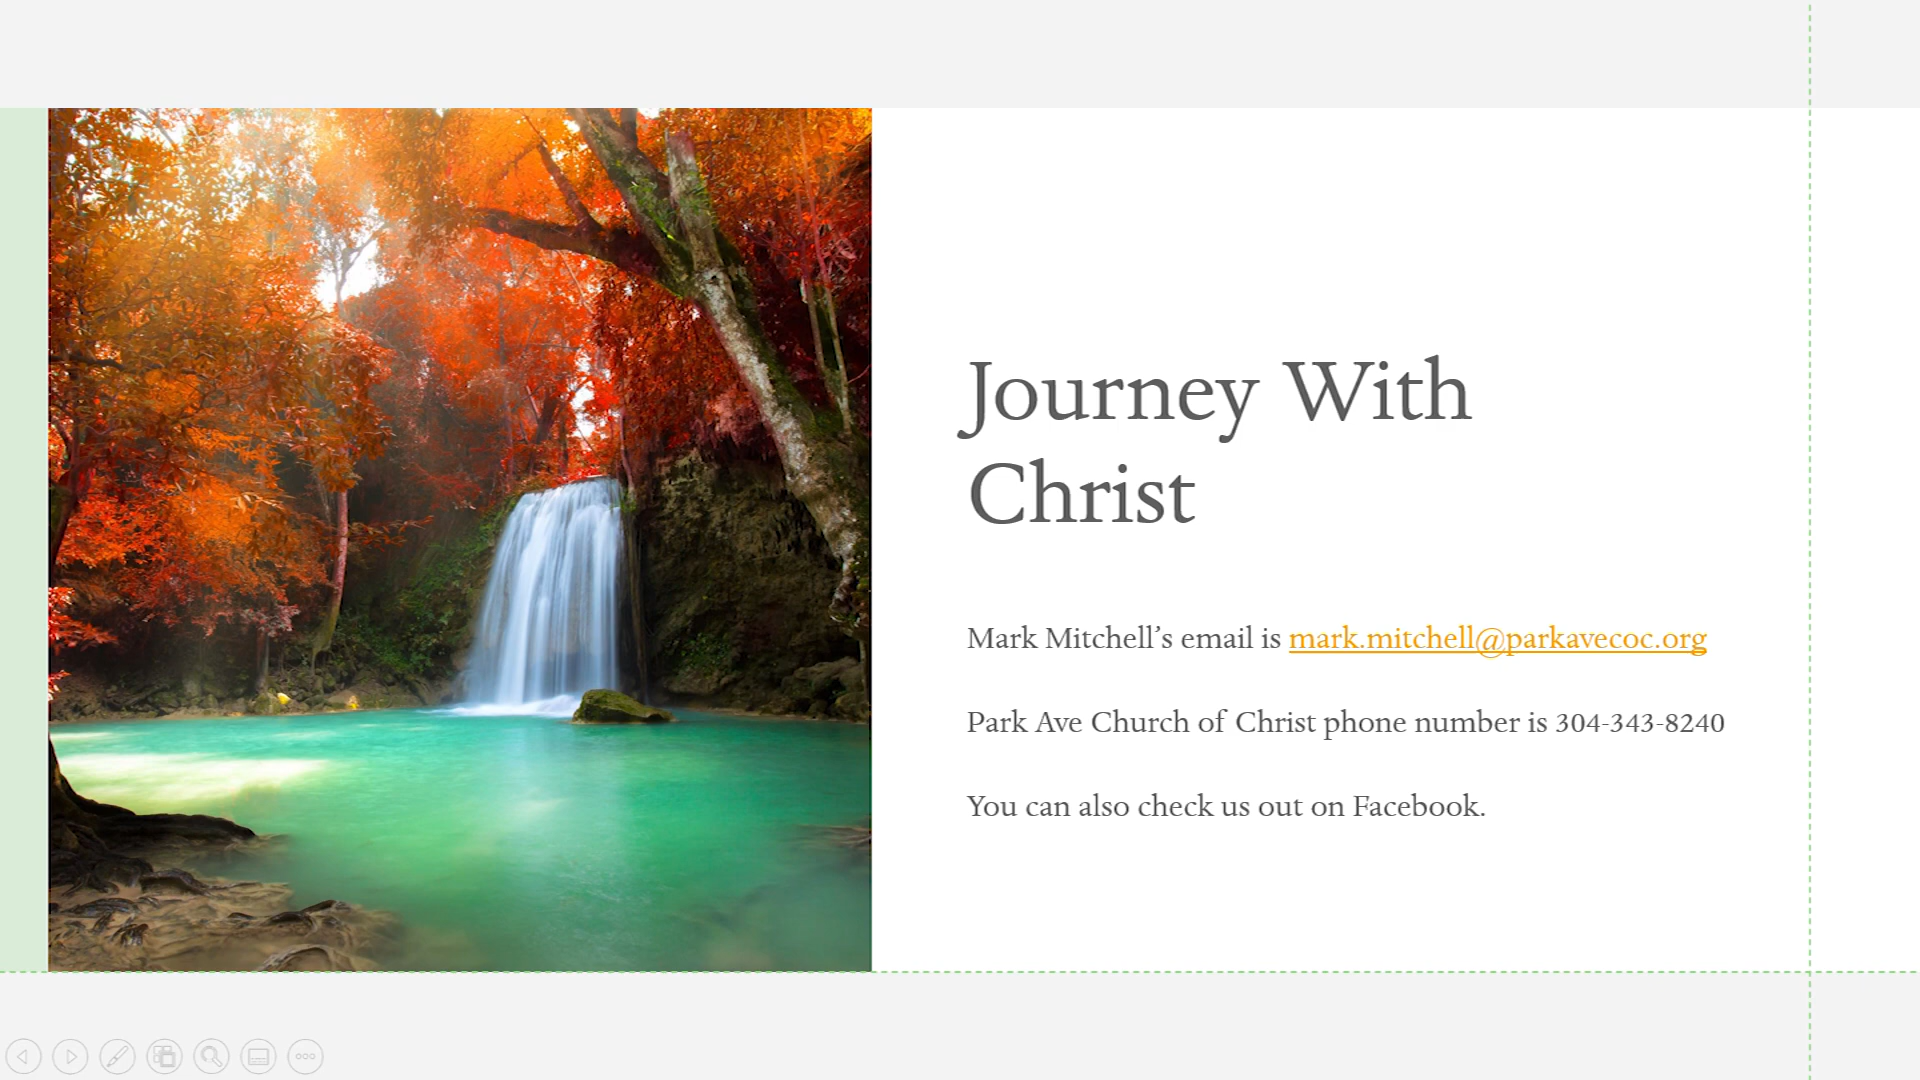 Journey With
Christ
Mark Mitchell’s email is mark.mitchell@parkavecoc.org
Park Ave Church of Christ phone number is 304-343-8240
You can also check us out on Facebook.